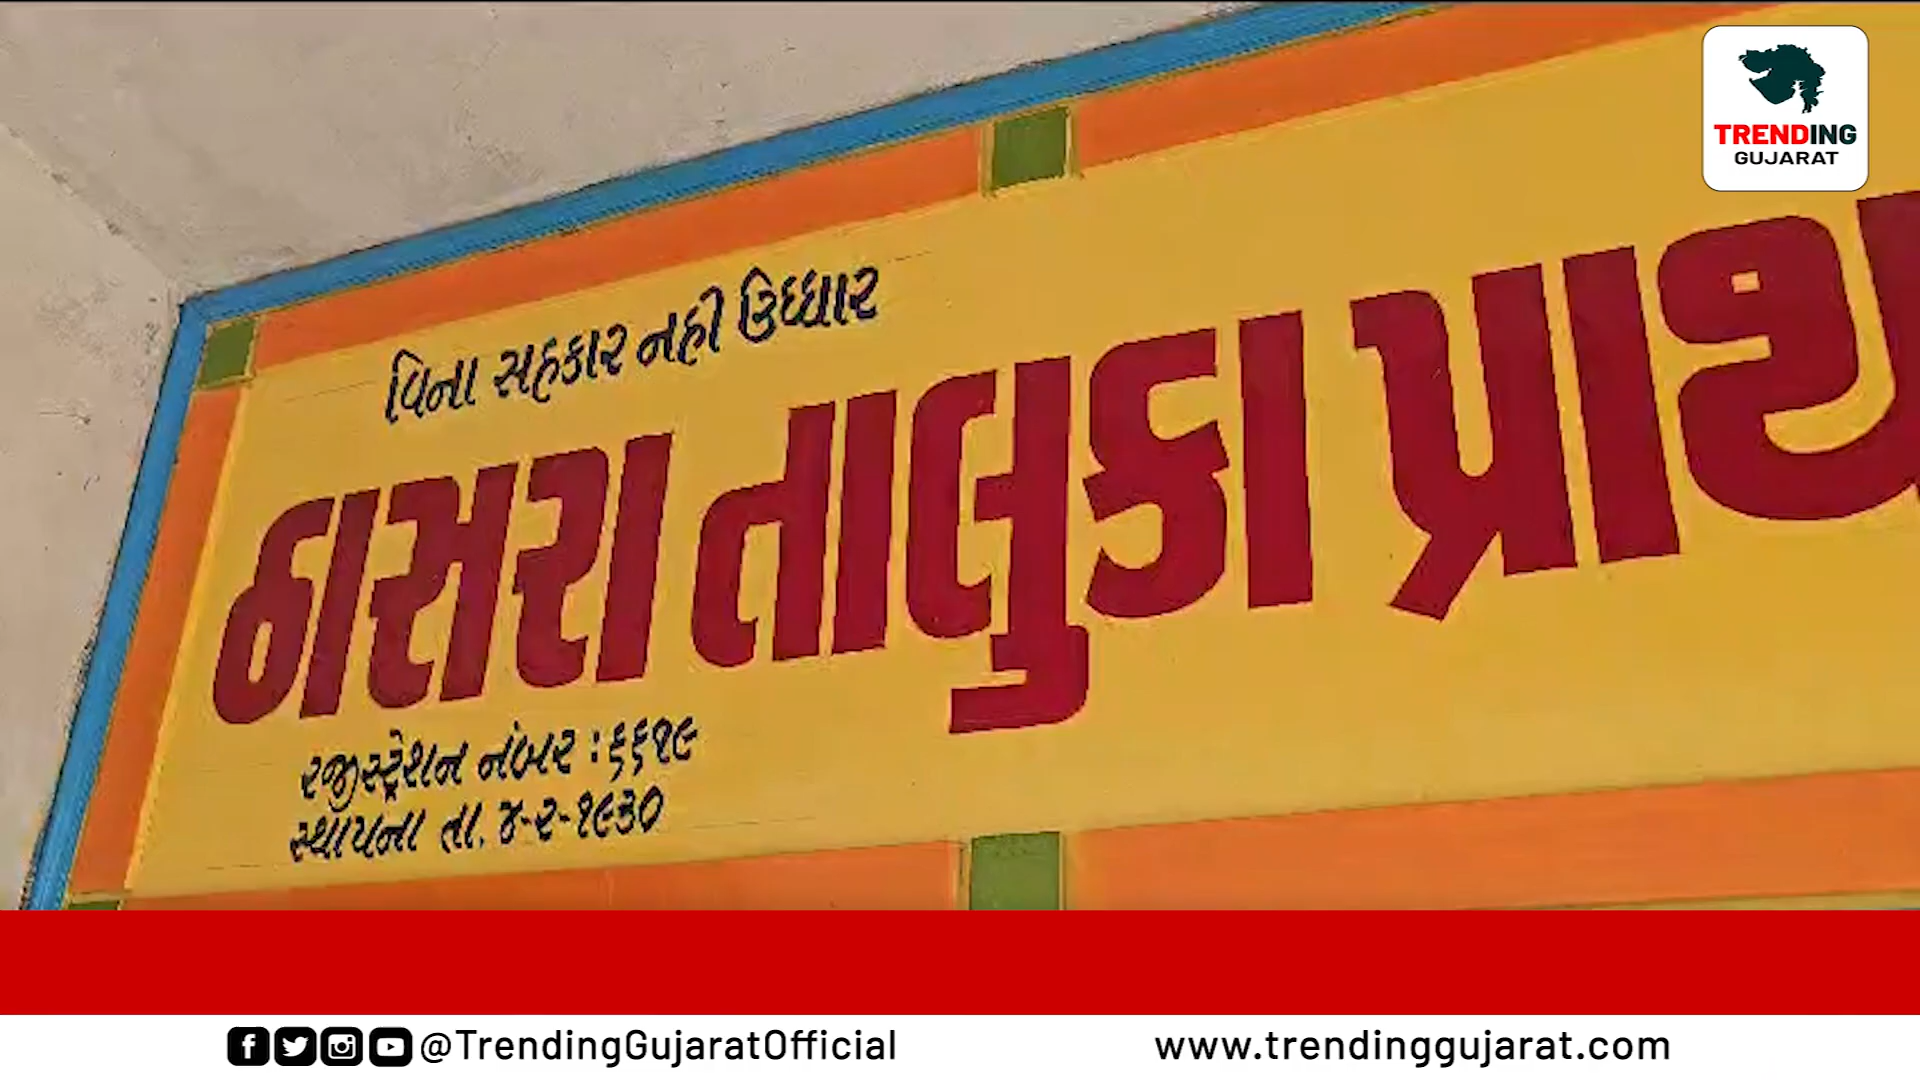 TRENDING
GUJARAT
વિના સહકાર નહી ઉધ્ધાર
ઠાસરા તાલુકા પ્રાથ
રજીસ્ટ્રેશન નંબર : ૬૬૧૯
સ્થાપના તા. ૪-૨-૧૯૩૦
@TrendingGujaratOfficial
www.trendinggujarat.com